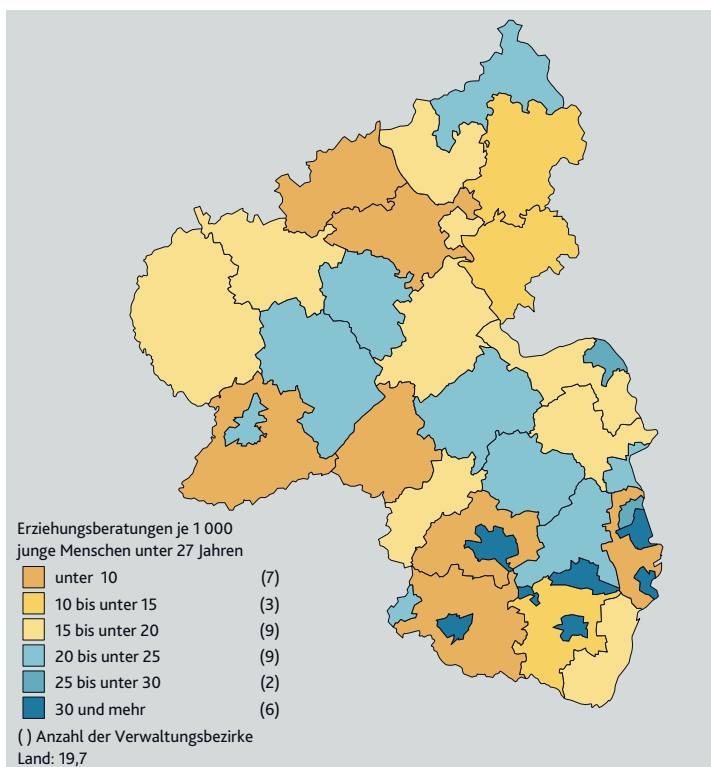 Erziehungsberatungen je 1 000
junge Menschen unter 27 Jahren
unter 10 (7)
10 bis unter 15 (3)
15 bis unter 20 (9)
20 bis unter 25 (9)
25 bis unter 30 (2)
30 und mehr (6)
( ) Anzahl der Verwaltungsbezirke
Land: 19,7